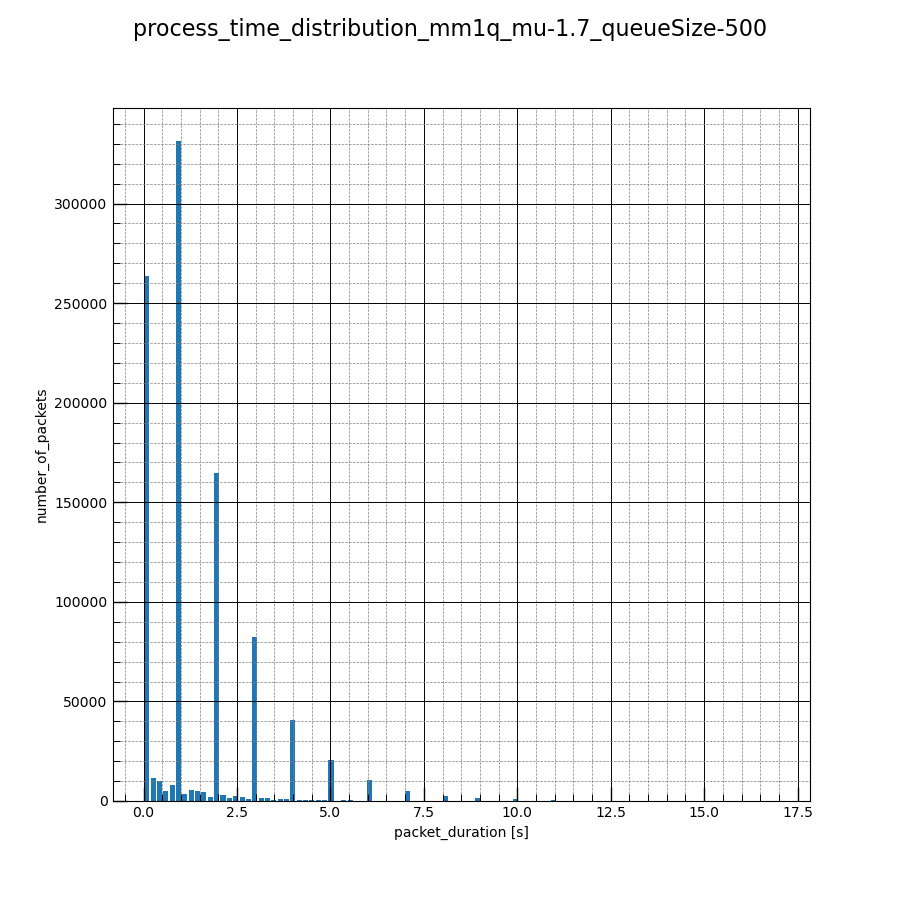 process_time_distribution_mm1q_mu-1.7_queueSize-500
300000
250000
200000
150000
100000
50000
0
number_of_packets
0.0 2.5 5.0 7.5 10.0 12.5 15.0 17.5
packet_duration [s]